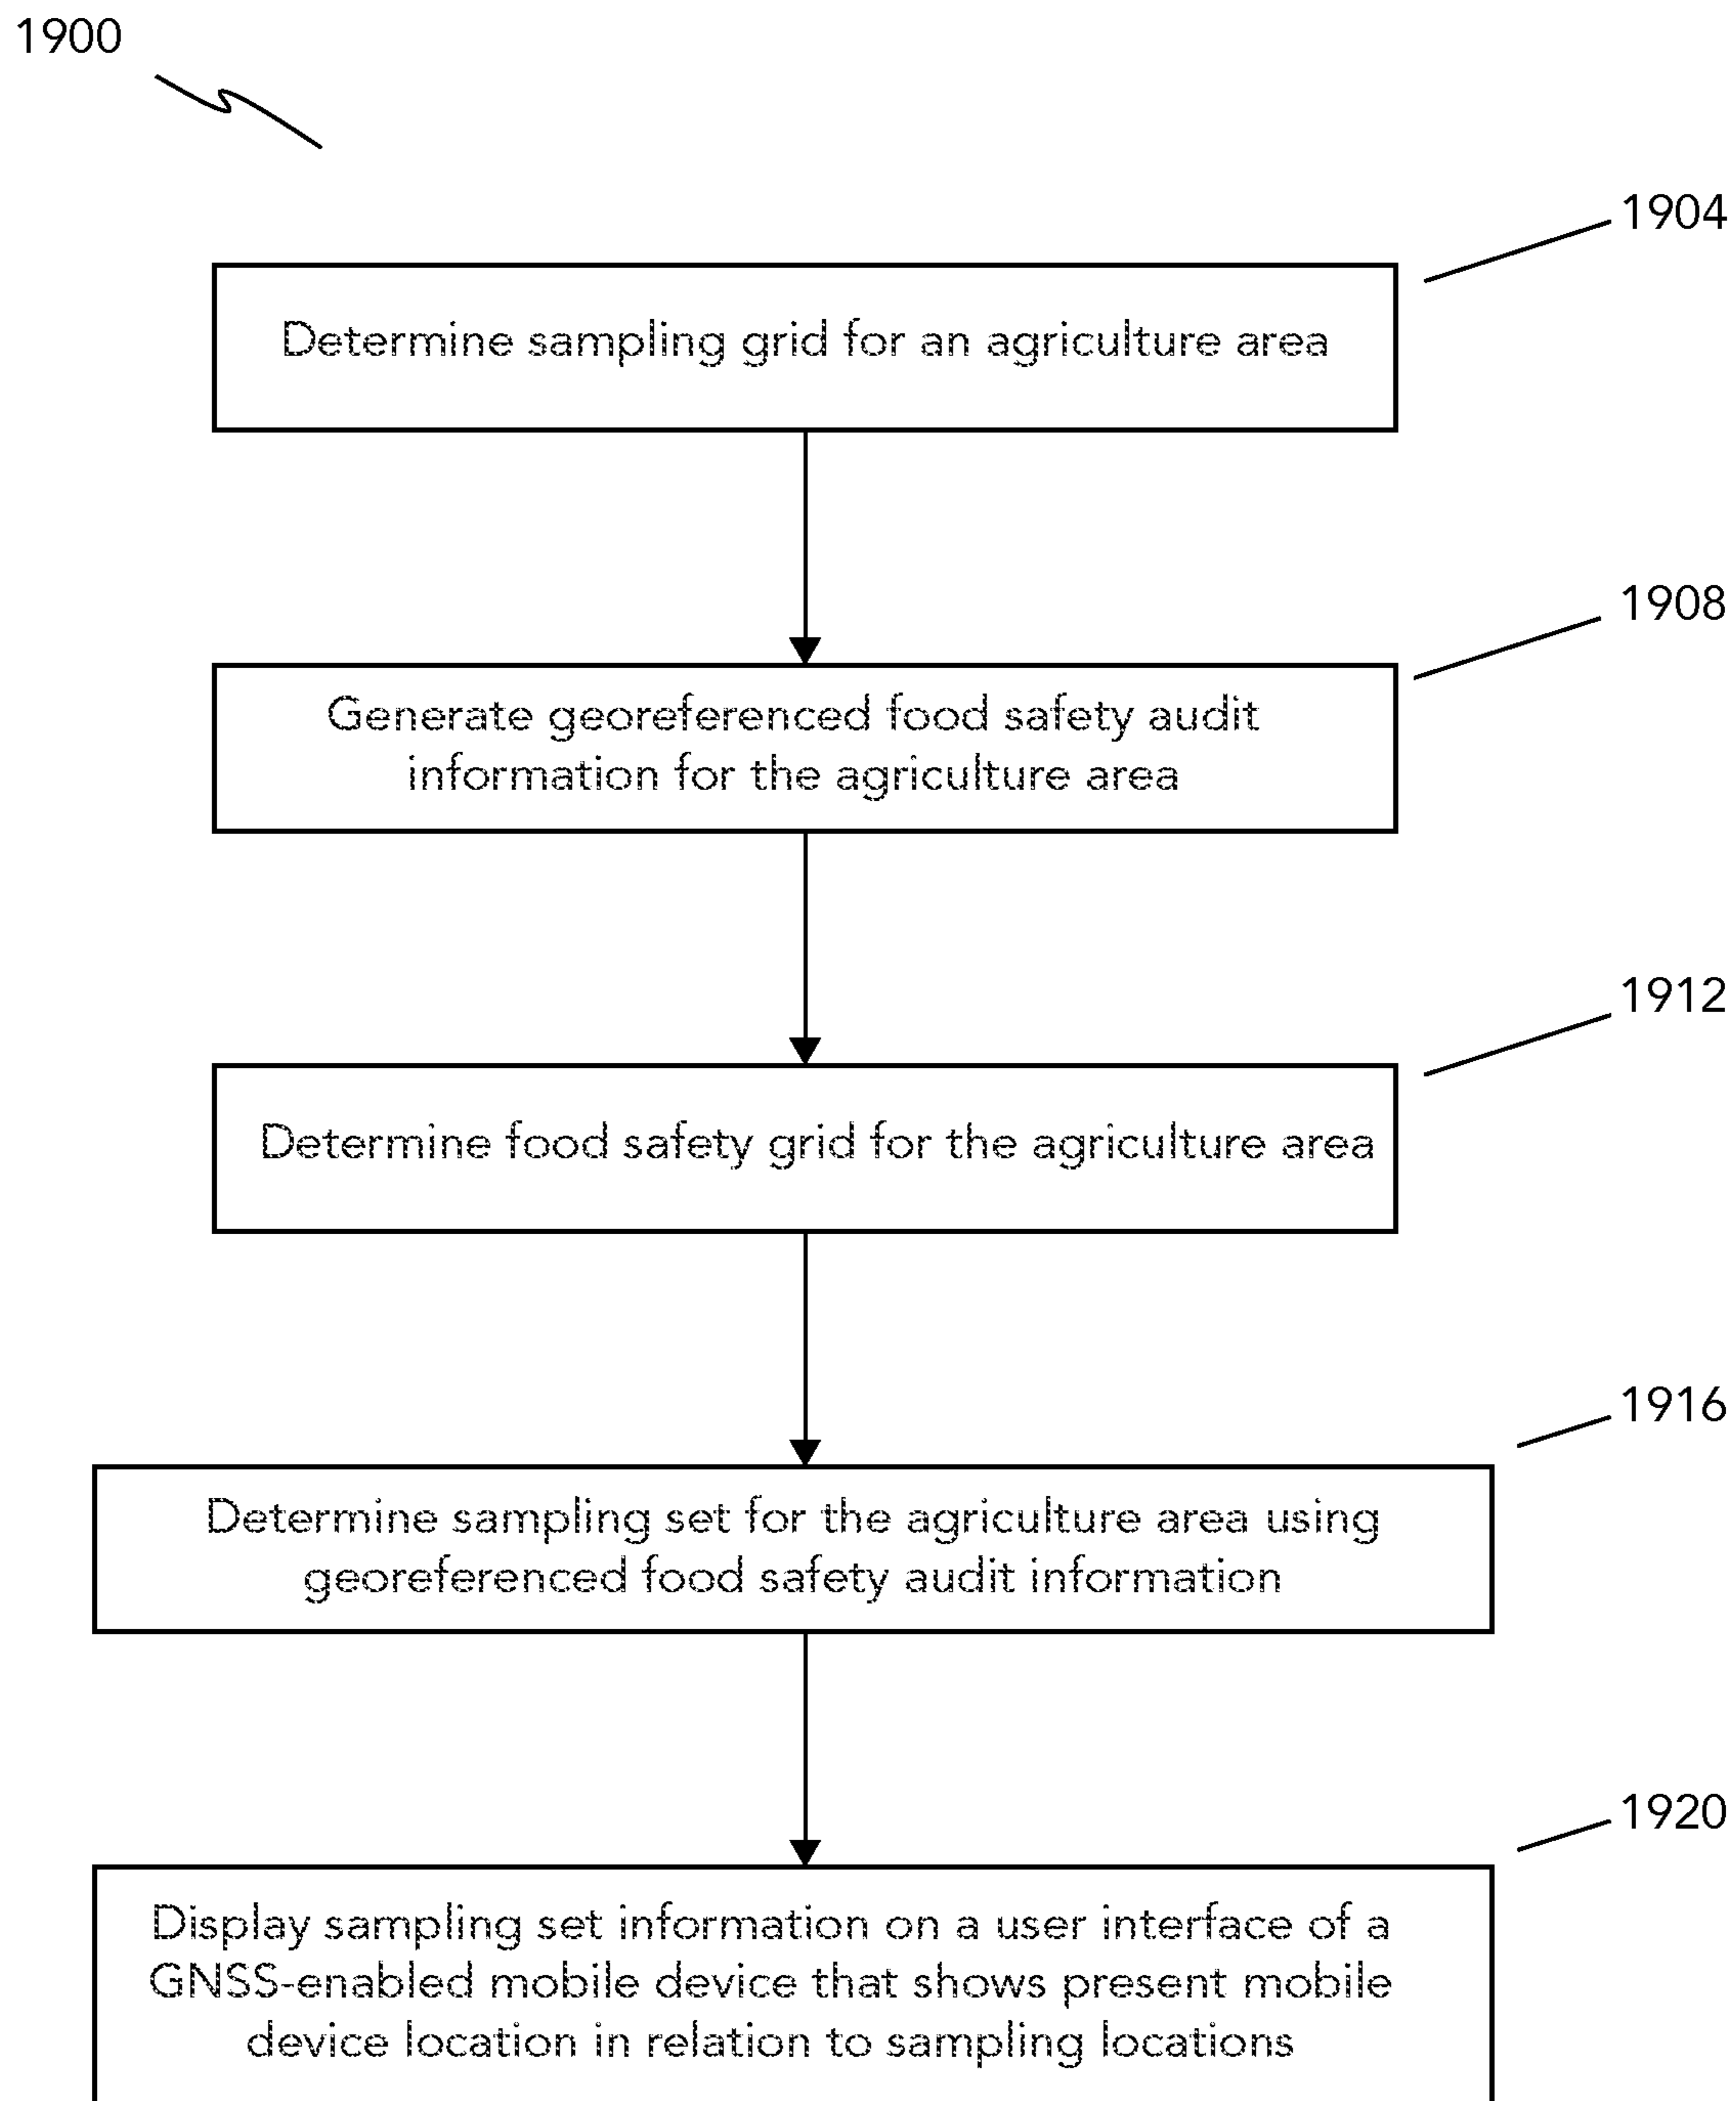 1900
1904
Determine sampling grid for an agriculture area
1908
Generate georeferenced food safety audit
information for the agriculture area
1912
Determine food safety grid for the agriculture area
1916
Determine sampling set for the agriculture area using
georeferenced food safety audit information
1920
Display sampling set information on a user interface of a
GNSS-enabled mobile device that shows present mobile
device location in relation to sampling locations